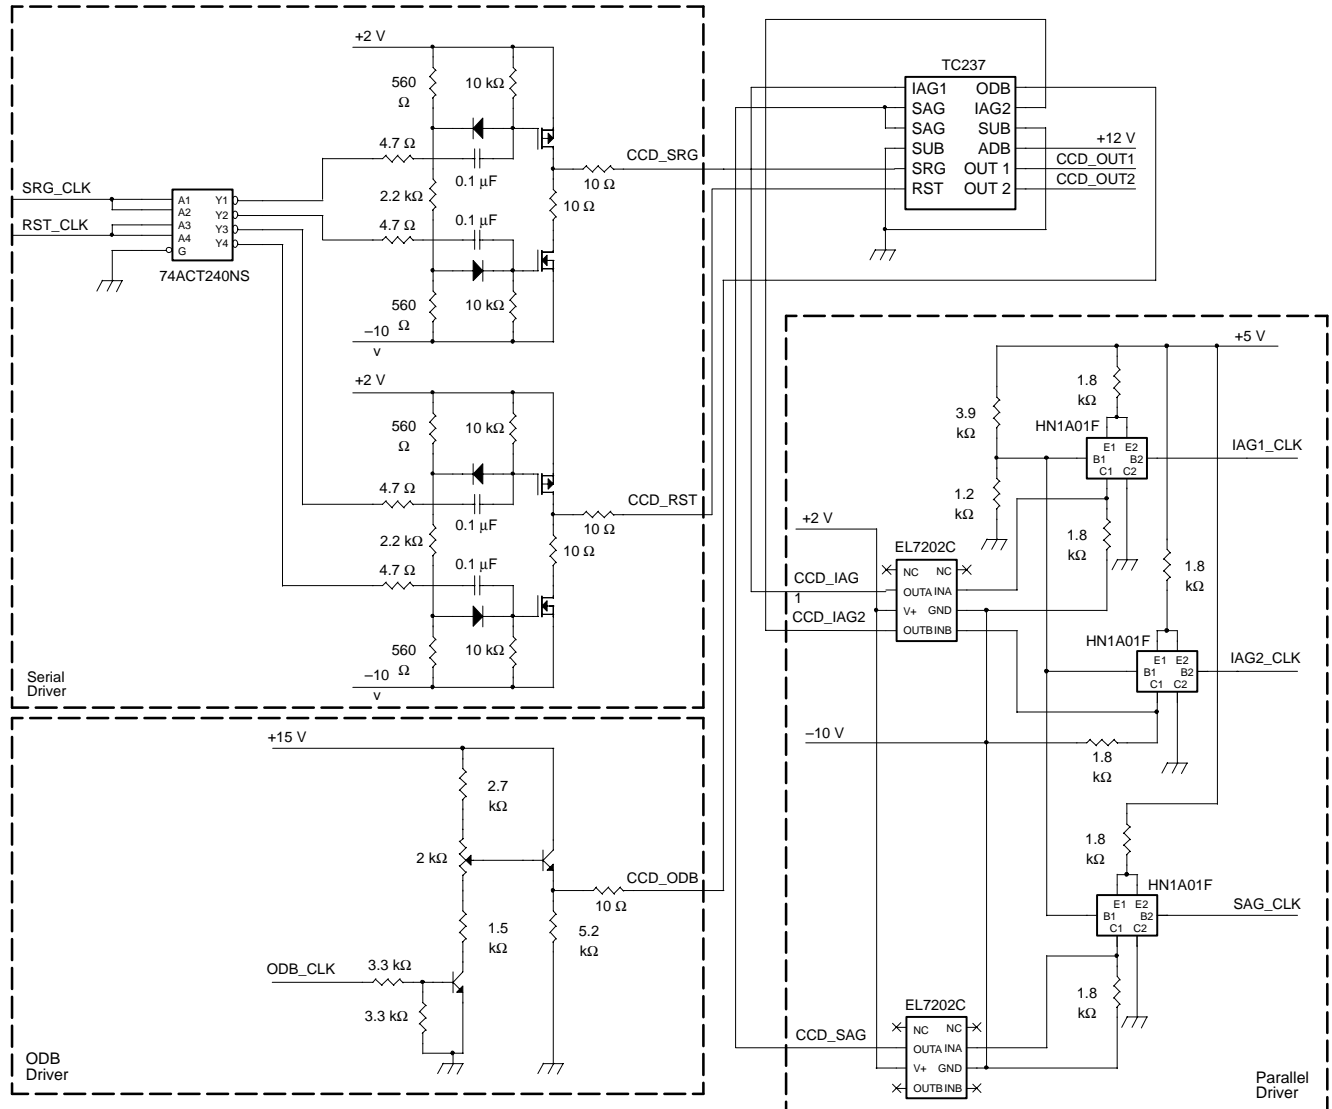 +2 V
560
Ω
10 kΩ
4.7 Ω
0.1 µF
2.2 kΩ
0.1 µF
4.7 Ω
560
Ω
10 kΩ
–10
v
10 Ω
10 Ω
CCD_SRG
SRG_CLK
RST_CLK
A1
A2
A3
A4
G
Y1
Y2
Y3
Y4
74ACT240NS
+2 V
560
Ω
10 kΩ
4.7 Ω
0.1 µF
2.2 kΩ
0.1 µF
4.7 Ω
560
Ω
10 kΩ
–10
v
10 Ω
10 Ω
CCD_RST
Serial
Driver
TC237
IAG1 ODB
SAG IAG2
SAG SUB
SUB ADB
SRG OUT 1
RST OUT 2
+12 V
CCD_OUT1
CCD_OUT2
+5 V
1.8
kΩ
3.9
kΩ
HN1A01F
E1 E2
B1 B2
C1 C2
IAG1_CLK
1.2
kΩ
1.8
kΩ
+2 V
EL7202C
NC NC
OUTA INA
V+ GND
OUTB INB
CCD_IAG
1
CCD_IAG2
1.8
kΩ
HN1A01F
E1 E2
B1 B2
C1 C2
IAG2_CLK
–10 V
1.8
kΩ
1.8
kΩ
HN1A01F
E1 E2
B1 B2
C1 C2
SAG_CLK
1.8
kΩ
EL7202C
NC NC
OUTA INA
V+ GND
OUTB INB
CCD_SAG
Parallel
Driver
+15 V
2.7
kΩ
2 kΩ
CCD_ODB
10 Ω
1.5
kΩ
5.2
kΩ
ODB_CLK
3.3 kΩ
3.3 kΩ
ODB
Driver